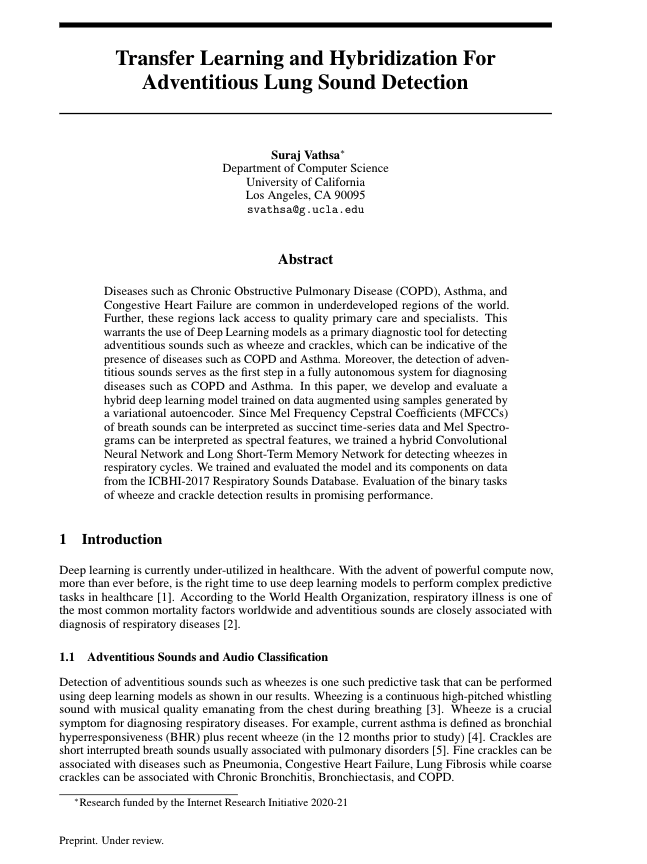 Transfer Learning and Hybridization For
Adventitious Lung Sound Detection
Suraj Vathsa*
Department of Computer Science
University of California
Los Angeles, CA 90095
svathsa@g.ucla.edu
Abstract
Diseases such as Chronic Obstructive Pulmonary Disease (COPD), Asthma, and
Congestive Heart Failure are common in underdeveloped regions of the world.
Further, these regions lack access to quality primary care and specialists. This
warrants the use of Deep Learning models as a primary diagnostic tool for detecting
adventitious sounds such as wheeze and crackles, which can be indicative of the
presence of diseases such as COPD and Asthma. Moreover, the detection of adven-
titious sounds serves as the first step in a fully autonomous system for diagnosing
diseases such as COPD and Asthma. In this paper, we develop and evaluate a
hybrid deep learning model trained on data augmented using samples generated by
a variational autoencoder. Since Mel Frequency Cepstral Coefficients (MFCCs)
of breath sounds can be interpreted as succinct time-series data and Mel Spectro-
grams can be interpreted as spectral features, we trained a hybrid Convolutional
Neural Network and Long Short-Term Memory Network for detecting wheezes in
respiratory cycles. We trained and evaluated the model and its components on data
from the ICBHI-2017 Respiratory Sounds Database. Evaluation of the binary tasks
of wheeze and crackle detection results in promising performance.
1 Introduction
Deep learning is currently under-utilized in healthcare. With the advent of powerful compute now,
more than ever before, is the right time to use deep learning models to perform complex predictive
tasks in healthcare [1]. According to the World Health Organization, respiratory illness is one of
the most common mortality factors worldwide and adventitious sounds are closely associated with
diagnosis of respiratory diseases [2].
1.1 Adventitious Sounds and Audio Classification
Detection of adventitious sounds such as wheezes is one such predictive task that can be performed
using deep learning models as shown in our results. Wheezing is a continuous high-pitched whistling
sound with musical quality emanating from the chest during breathing [3]. Wheeze is a crucial
symptom for diagnosing respiratory diseases. For example, current asthma is defined as bronchial
hyperresponsiveness (BHR) plus recent wheeze (in the 12 months prior to study) [4]. Crackles are
short interrupted breath sounds usually associated with pulmonary disorders [5]. Fine crackles can be
associated with diseases such as Pneumonia, Congestive Heart Failure, Lung Fibrosis while coarse
crackles can be associated with Chronic Bronchitis, Bronchiectasis, and COPD.
*Research funded by the Internet Research Initiative 2020-21
Preprint. Under review.